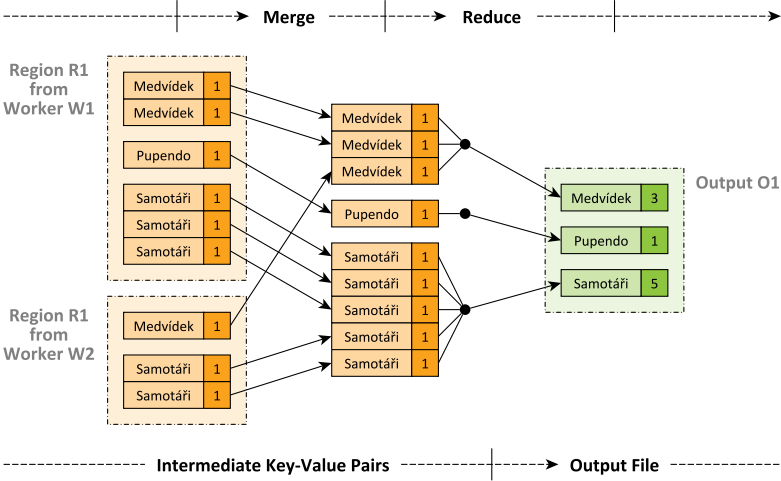 Merge
Reduce
Region R1
from
Worker W1
Medvídek 1
Medvídek 1
Pupendo 1
Samotáři 1
Samotáři 1
Samotáři 1
Region R1
from
Worker W2
Medvídek 1
Samotáři 1
Samotáři 1
Medvídek 1
Medvídek 1
Medvídek 1
Pupendo 1
Samotáři 1
Samotáři 1
Samotáři 1
Samotáři 1
Samotáři 1
Output O1
Medvídek 3
Pupendo 1
Samotáři 5
Intermediate Key-Value Pairs
Output File